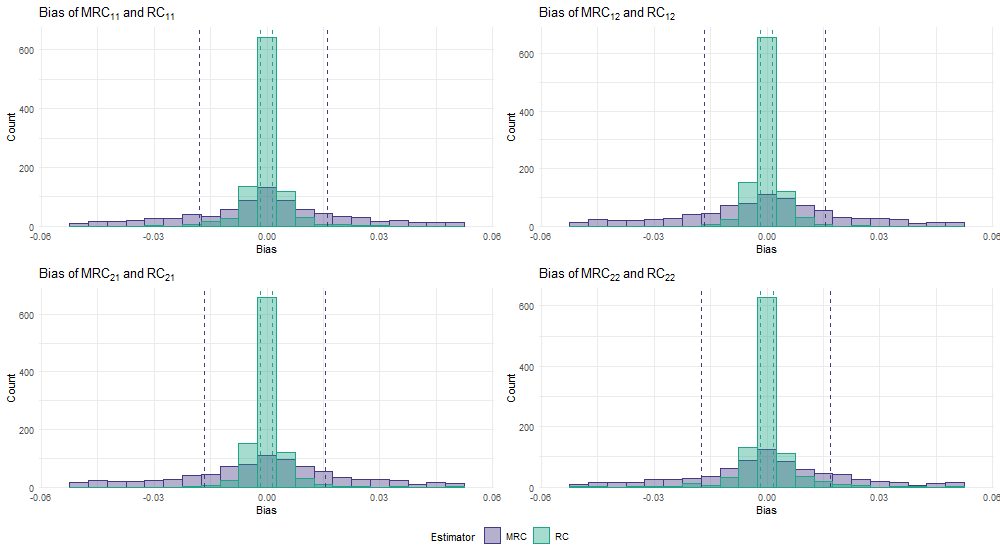 Bias of MRC₁₁ and RC₁₁
Count
600
400
200
0
-0.06 -0.03 0.00 0.03 0.06
Bias
Bias of MRC₁₂ and RC₁₂
Count
600
400
200
0
-0.06 -0.03 0.00 0.03 0.06
Bias
Bias of MRC₂₁ and RC₂₁
Count
600
400
200
0
-0.06 -0.03 0.00 0.03 0.06
Bias
Bias of MRC₂₂ and RC₂₂
Count
600
400
200
0
-0.06 -0.03 0.00 0.03 0.06
Bias
Estimator MRC RC